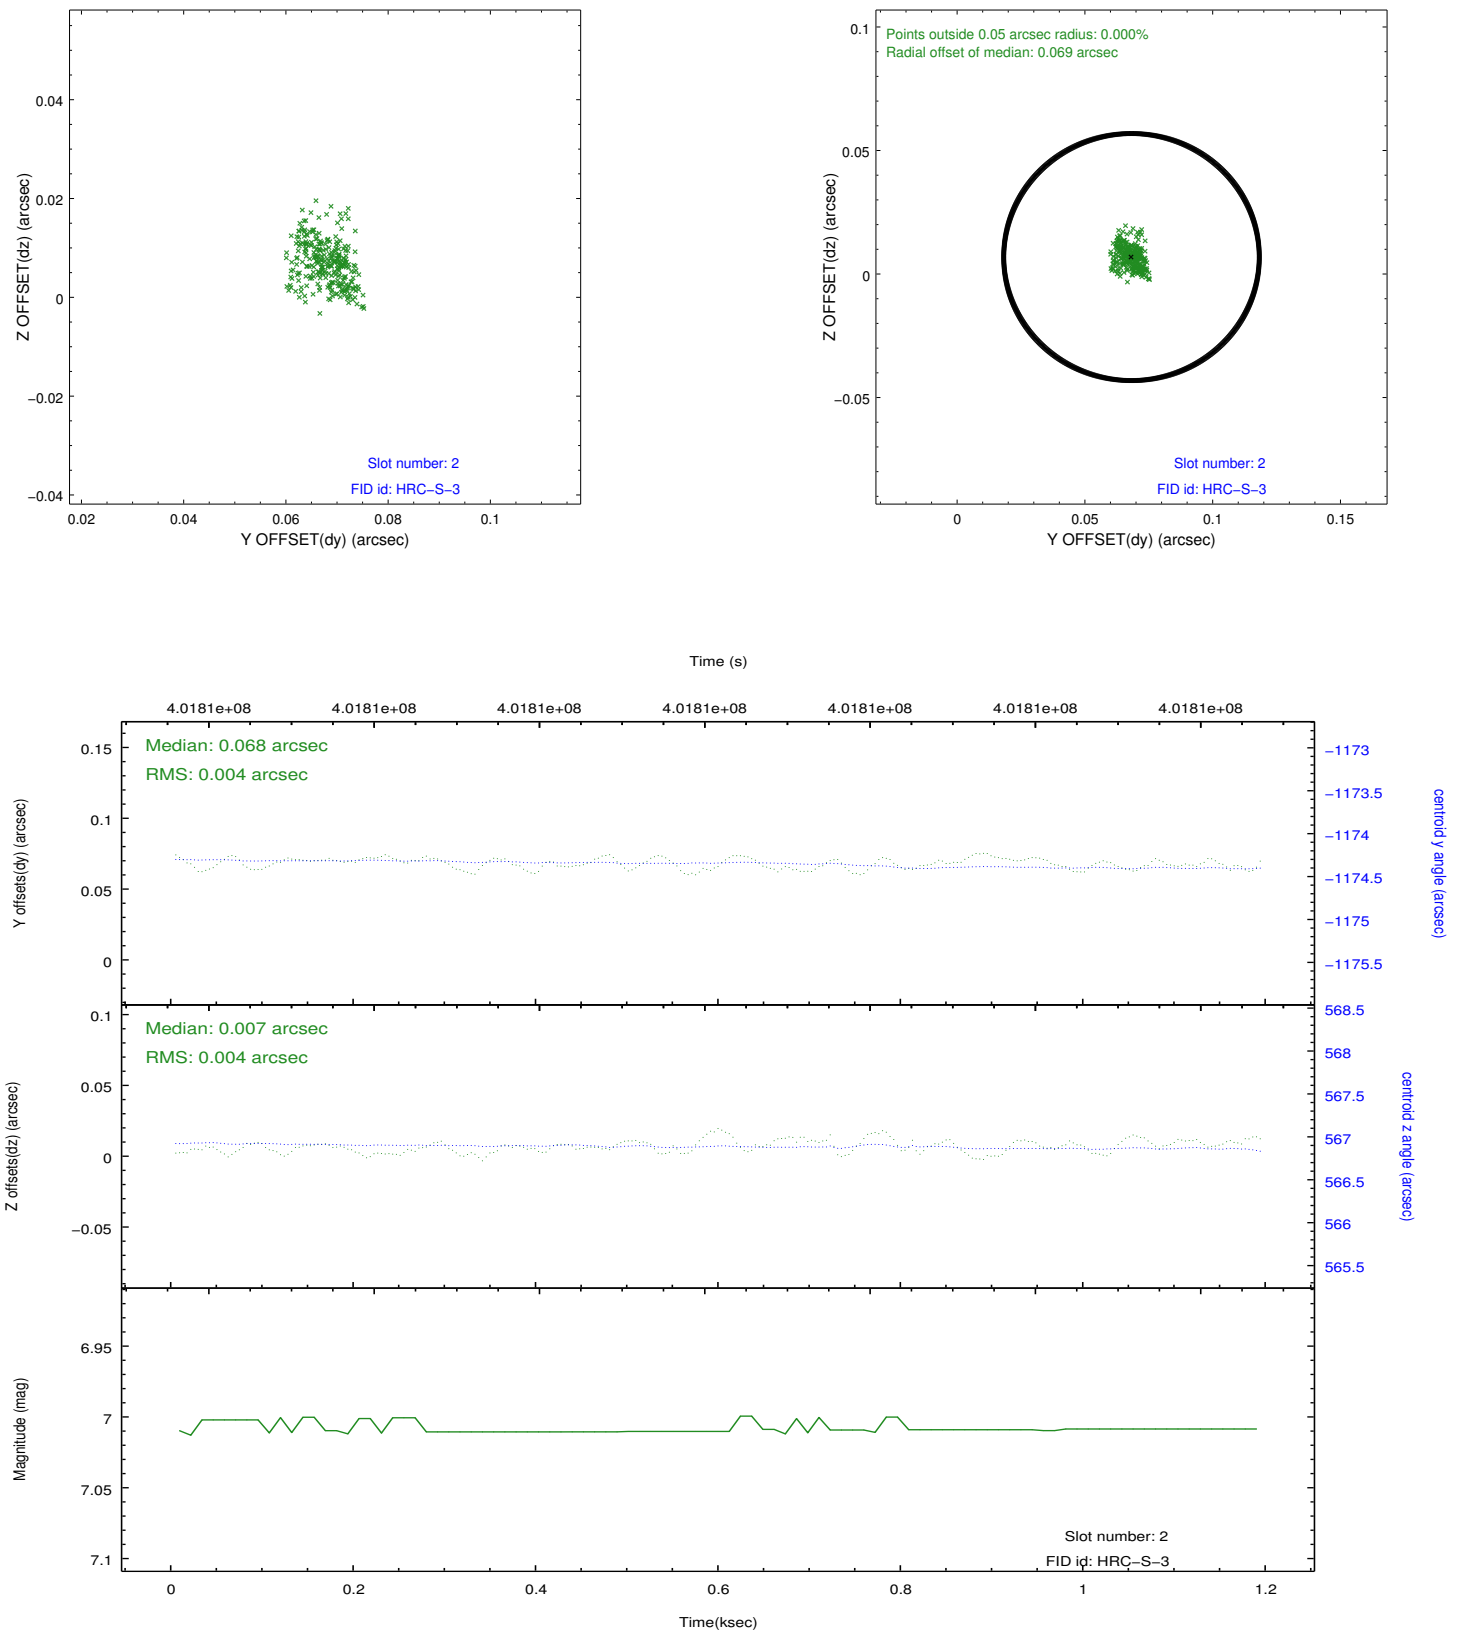 0.04
0.02
0
−0.02
−0.04
Z OFFSET(dz) (arcsec)
Slot number: 2
FID id: HRC−S−3
0.02 0.04 0.06 0.08 0.1
Y OFFSET(dy) (arcsec)
Points outside 0.05 arcsec radius: 0.000%
Radial offset of median: 0.069 arcsec
0.1
0.05
0
−0.05
Z OFFSET(dz) (arcsec)
Slot number: 2
FID id: HRC−S−3
0 0.05 0.1 0.15
Y OFFSET(dy) (arcsec)
Time (s)
4.0181e+08 4.0181e+08 4.0181e+08 4.0181e+08 4.0181e+08 4.0181e+08 4.0181e+08
Median: 0.068 arcsec
RMS: 0.004 arcsec
0.15
0.1
0.05
0
Y offsets(dy) (arcsec)
−1173
−1173.5
−1174
−1174.5
−1175
−1175.5
centroid y angle (arcsec)
Median: 0.007 arcsec
RMS: 0.004 arcsec
0.1
0.05
0
−0.05
Z offsets(dz) (arcsec)
568.5
568
567.5
567
566.5
566
565.5
centroid z angle (arcsec)
6.95
7
7.05
7.1
Magnitude (mag)
Slot number: 2
FID id: HRC−S−3
0 0.2 0.4 0.6 0.8 1 1.2
Time(ksec)